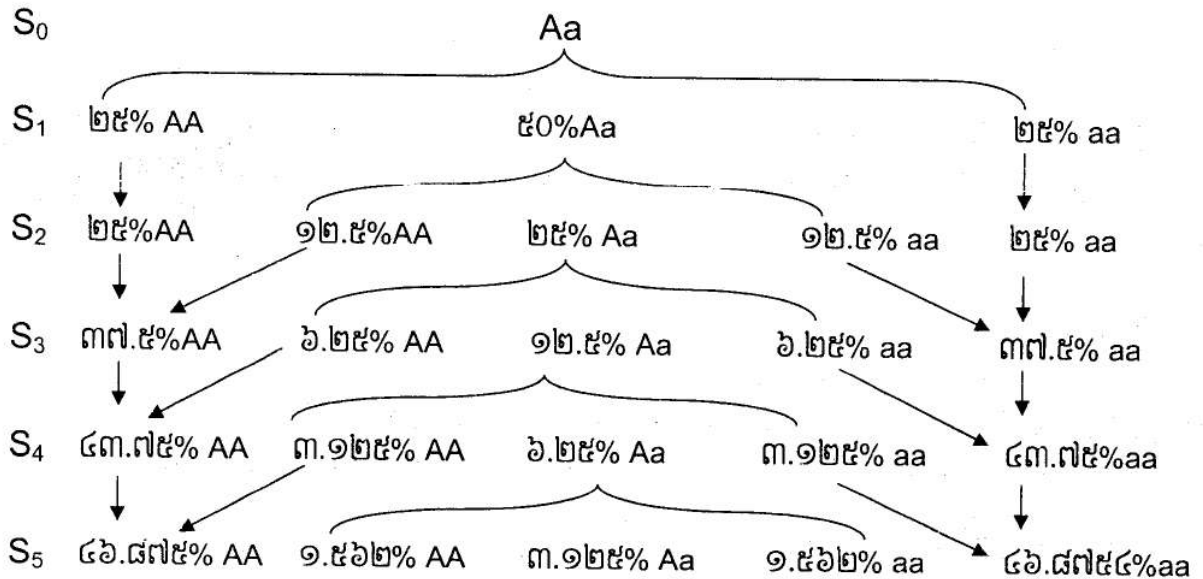 S₀ Aa
S₁ ๒๕% AA ๕๐%Aa ๒๕% aa
S₂ ๒๕%AA ๑๒.๕%AA ๒๕% Aa ๑๒.๕% aa ๒๕% aa
S₃ ๓๗.๕%AA ๖.๒๕% AA ๑๒.๕% Aa ๖.๒๕% aa ๓๗.๕% aa
S₄ ๔๓.๗๕% AA ๓.๑๒๕% AA ๖.๒๕% Aa ๓.๑๒๕% aa ๔๓.๗๕%aa
S₅ ๔๖.๘๗๕% AA ๑.๕๖๒% AA ๓.๑๒๕% Aa ๑.๕๖๒% aa ๔๖.๘๗๕๔%aa